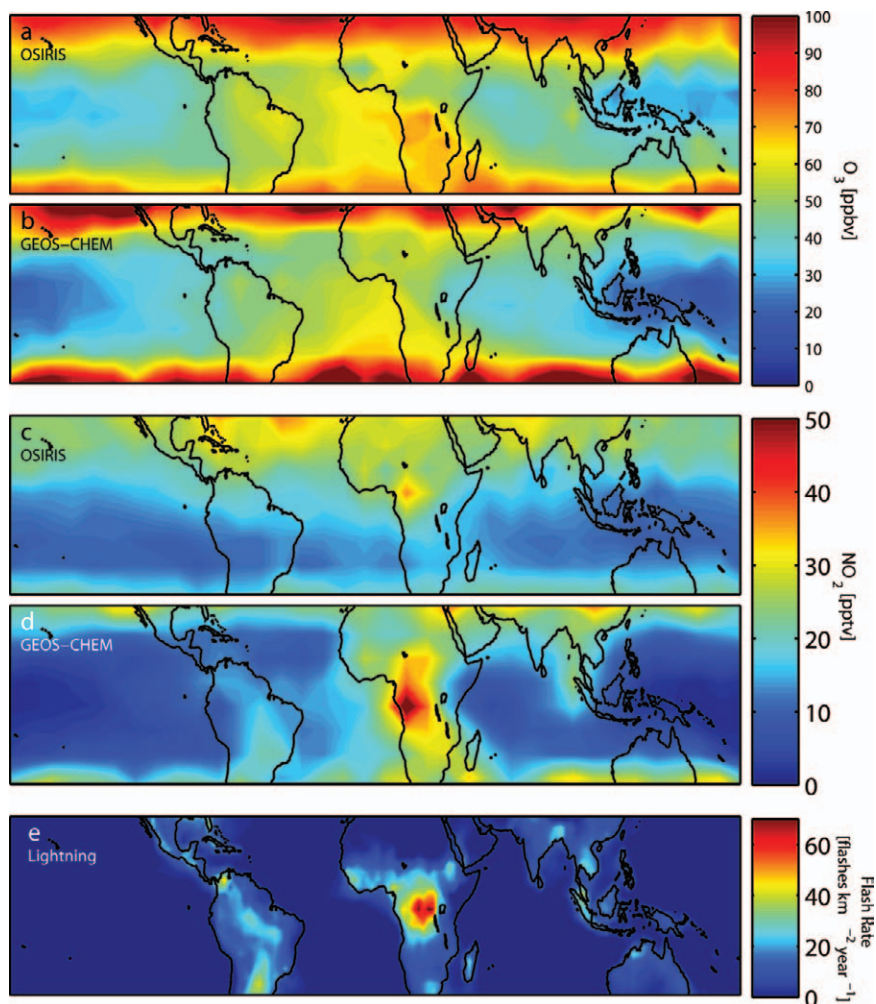 a
OSIRIS
b
GEOS-CHEM
100
90
80
70
60
50
40
30
20
10
0
O3 [ppbv]
c
OSIRIS
d
GEOS-CHEM
50
40
30
20
10
0
NO2 [pptv]
e
Lightning
60
40
20
0
Flash Rate
[flashes km-2 year-1]